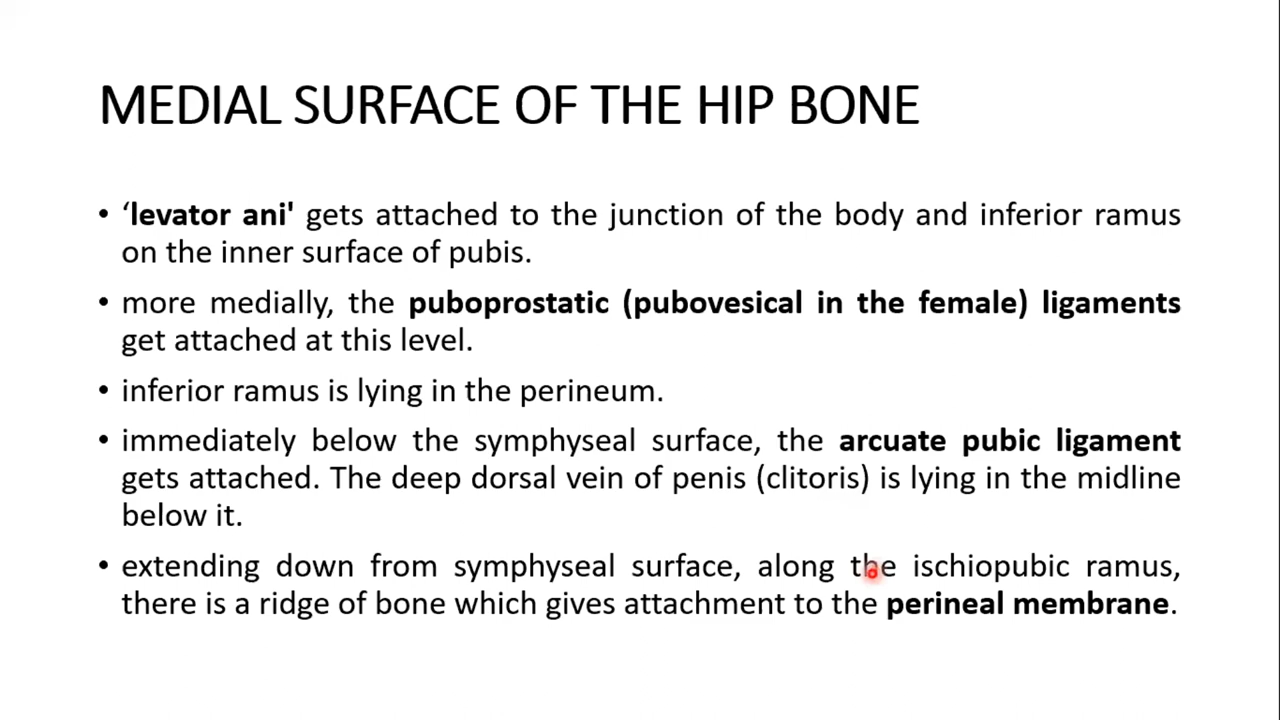 MEDIAL SURFACE OF THE HIP BONE
• ‘levator ani' gets attached to the junction of the body and inferior ramus
on the inner surface of pubis.
• more medially, the puboprostatic (pubovesical in the female) ligaments
get attached at this level.
• inferior ramus is lying in the perineum.
• immediately below the symphyseal surface, the arcuate pubic ligament
gets attached. The deep dorsal vein of penis (clitoris) is lying in the midline
below it.
• extending down from symphyseal surface, along the ischiopubic ramus,
there is a ridge of bone which gives attachment to the perineal membrane.